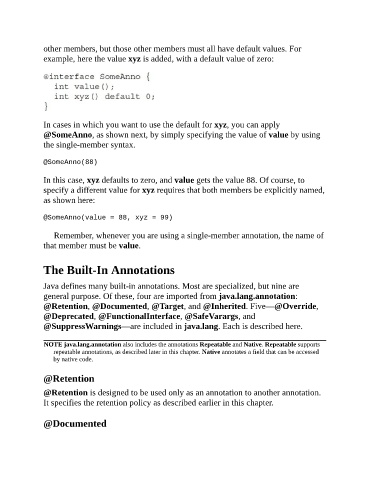 other members, but those other members must all have default values. For
example, here the value xyz is added, with a default value of zero:
@interface SomeAnno {
int value();
int xyz() default 0;
}
In cases in which you want to use the default for xyz, you can apply
@SomeAnno, as shown next, by simply specifying the value of value by using
the single-member syntax.
@SomeAnno(88)
In this case, xyz defaults to zero, and value gets the value 88. Of course, to
specify a different value for xyz requires that both members be explicitly named,
as shown here:
@SomeAnno(value = 88, xyz = 99)
Remember, whenever you are using a single-member annotation, the name of
that member must be value.
The Built-In Annotations
Java defines many built-in annotations. Most are specialized, but nine are
general purpose. Of these, four are imported from java.lang.annotation:
@Retention, @Documented, @Target, and @Inherited. Five—@Override,
@Deprecated, @FunctionalInterface, @SafeVarargs, and
@SuppressWarnings—are included in java.lang. Each is described here.
NOTE java.lang.annotation also includes the annotations Repeatable and Native. Repeatable supports
repeatable annotations, as described later in this chapter. Native annotates a field that can be accessed
by native code.
@Retention
@Retention is designed to be used only as an annotation to another annotation.
It specifies the retention policy as described earlier in this chapter.
@Documented